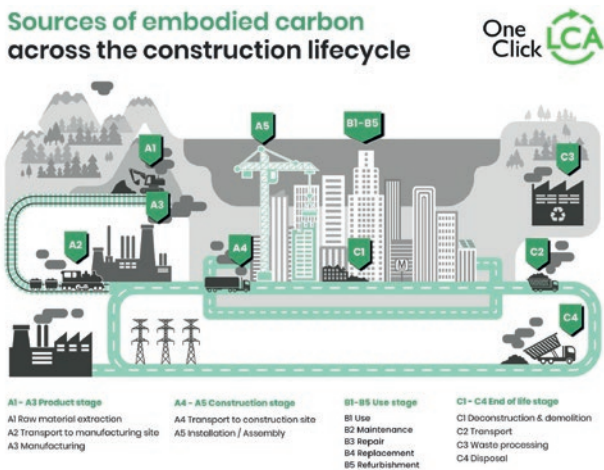 Sources of embodied carbon
across the construction lifecycle
One
Click LCA
A5
B1-B5
A1
C3
A3
A2
A4
C1
C2
C4
M
A1 - A3 Product stage
A1 Raw material extraction
A2 Transport to manufacturing site
A3 Manufacturing
A4 - A5 Construction stage
A4 Transport to construction site
A5 Installation / Assembly
B1-B5 Use stage
B1 Use
B2 Maintenance
B3 Repair
B4 Replacement
B5 Refurbishment
C1 - C4 End of life stage
C1 Deconstruction & demolition
C2 Transport
C3 Waste processing
C4 Disposal